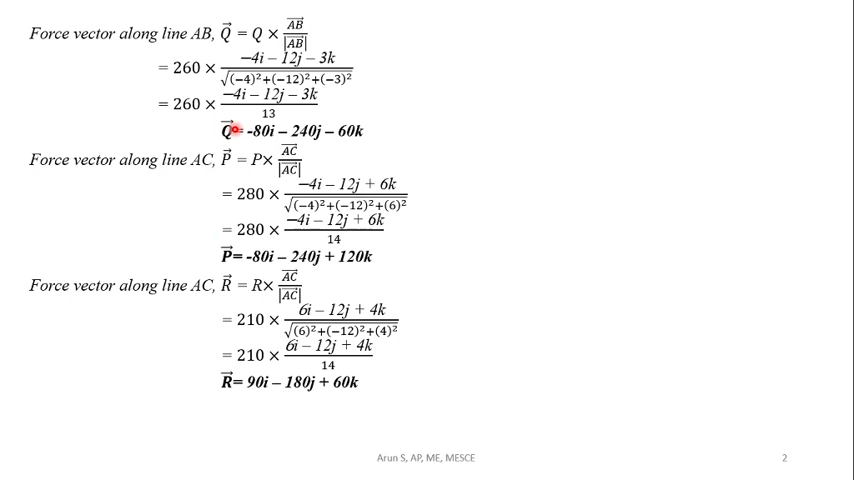 Force vector along line AB, Q⃗ = Q × AB⃗/|AB⃗|
= 260 × (−4i – 12j – 3k)/√((−4)²+(−12)²+(−3)²)
= 260 × (−4i – 12j – 3k)/13
Q⃗= -80i – 240j – 60k
Force vector along line AC, P⃗ = P× AC⃗/|AC⃗|
= 280 × (−4i – 12j + 6k)/√((−4)²+(−12)²+(6)²)
= 280 × (−4i – 12j + 6k)/14
P⃗= -80i – 240j + 120k
Force vector along line AC, R⃗ = R× AC⃗/|AC⃗|
= 210 × (6i – 12j + 4k)/√((6)²+(−12)²+(4)²)
= 210 × (6i – 12j + 4k)/14
R⃗= 90i – 180j + 60k
Arun S, AP, ME, MESCE 2